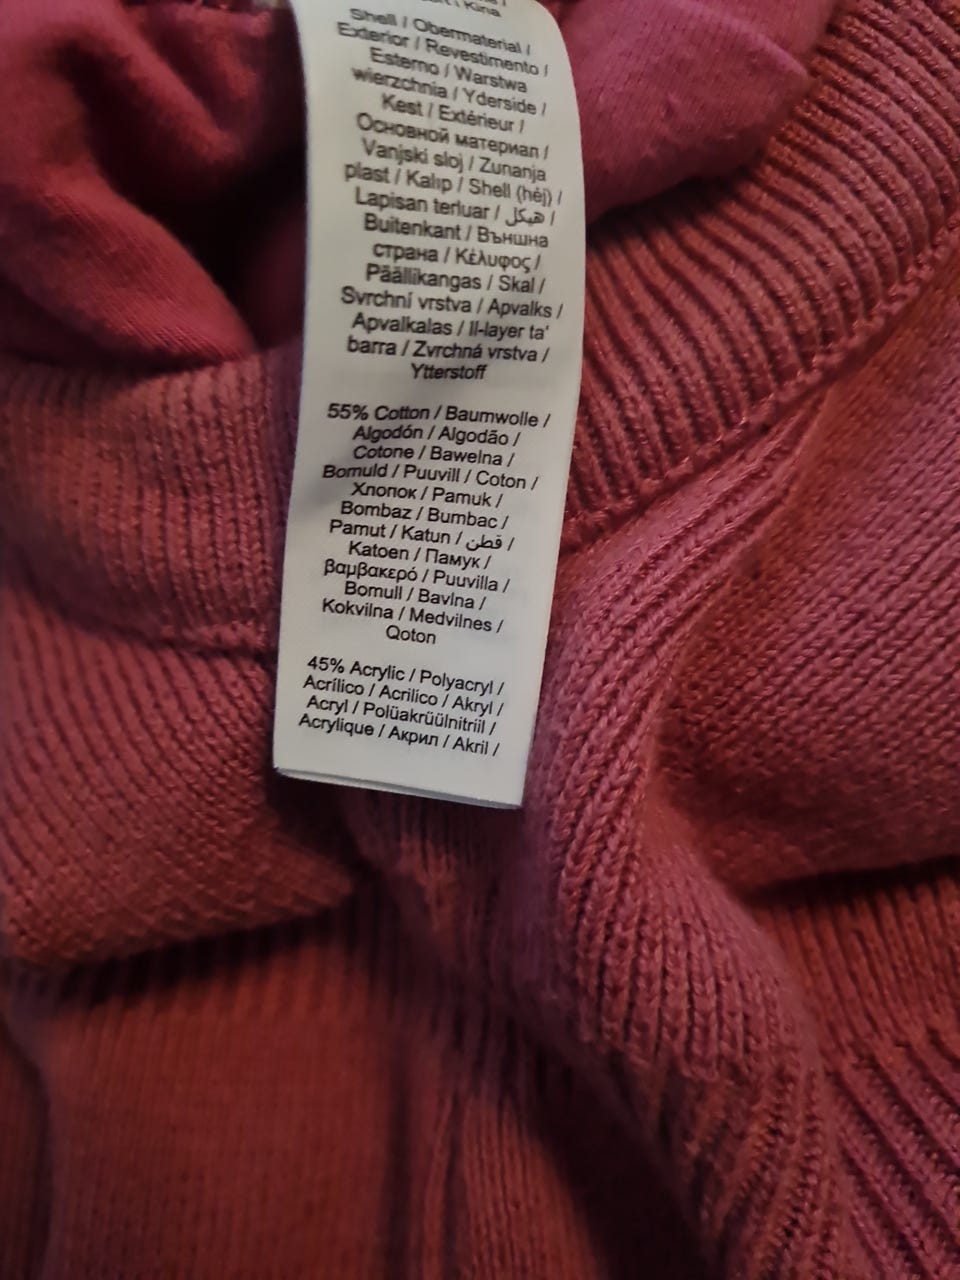 Kina
Shell / Obermaterial /
Exterior / Revestimento /
Esterno / Warstwa
wierzchnia / Yderside /
Kest / Extérieur /
Основной материал /
Vanjski sloj / Zunanja
plast / Kalıp / Shell (héj) /
Lapisan terluar / هيكل /
Buitenkant / Външна
страна / Κέλυφος /
Päällikangas / Skal /
Svrchní vrstva / Apvalks /
Apvalkalas / Il-layer ta'
barra / Zvrchná vrstva /
Ytterstoff
55% Cotton / Baumwolle /
Algodón / Algodão /
Cotone / Bawełna /
Bomuld / Puuvill / Coton /
Хлопок / Pamuk /
Bombaz / Bumbac /
Pamut / Katun / قطن /
Katoen / Памук /
βαμβακερό / Puuvilla /
Bomull / Bavlna /
Kokvilna / Medvilnes /
Qoton
45% Acrylic / Polyacryl /
Acrílico / Acrilico / Akryl /
Acryl / Polüakrüülnitriil /
Acrylique / Акрил / Akril /